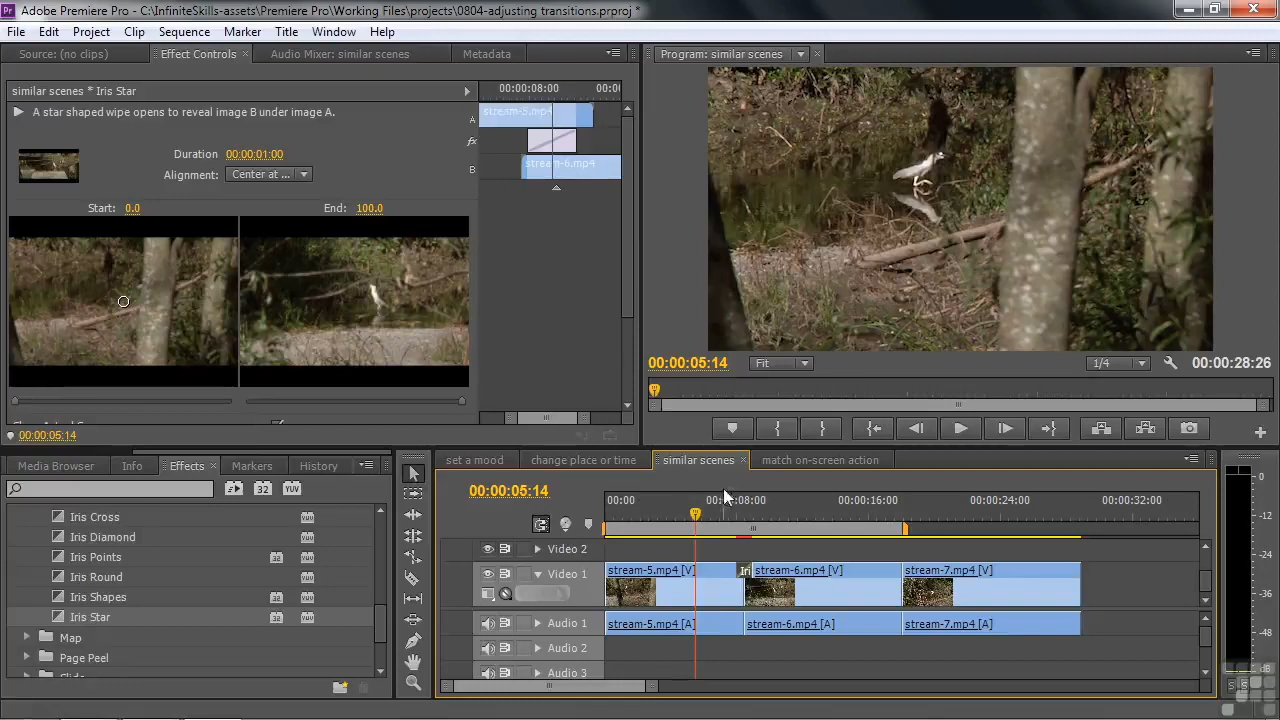 Adobe Premiere Pro - C:\InfiniteSkills-assets\Premiere Pro\Working Files\projects\0804-adjusting transitions.prproj *
File Edit Project Clip Sequence Marker Title Window Help
Source: (no clips) Effect Controls Audio Mixer: similar scenes Metadata
Program: similar scenes
similar scenes * Iris Star
00:00:08:00 00:0
A star shaped wipe opens to reveal image B under image A.
A stream-5.mp4
Duration 00:00:01:00
fx
Alignment: Center at ...
B stream-6.mp4
Start: 0.0 End: 100.0
00:00:05:14 Fit 1/4 00:00:28:26
00:00:05:14
Media Browser Info Effects Markers History
set a mood change place or time similar scenes match on-screen action
00:00:05:14
00:00 00:00:08:00 00:00:16:00 00:00:24:00 00:00:32:00
Iris Cross
Iris Diamond
Iris Points 32
Iris Round
Iris Shapes 32
Iris Star
Map
Page Peel
Slide
Video 2
Video 1 stream-5.mp4 [V] Iri stream-6.mp4 [V] stream-7.mp4 [V]
Audio 1 stream-5.mp4 [A] stream-6.mp4 [A] stream-7.mp4 [A]
Audio 2
Audio 3
0
-12
-24
-36
-48
dB
S S